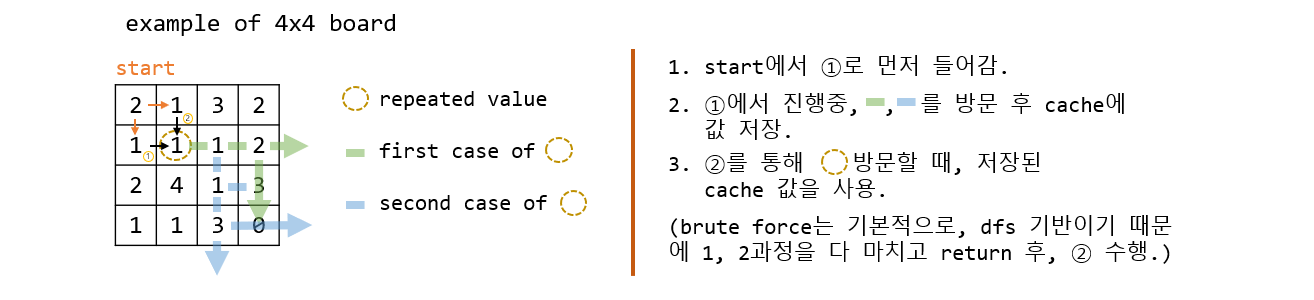 example of 4x4 board
start
2 1 3 2
②
1 1 1 2
①
2 4 1 3
1 1 3 0
repeated value
first case of
second case of
1. start에서 ①로 먼저 들어감.
2. ①에서 진행중, , 를 방문 후 cache에
값 저장.
3. ②를 통해 방문할 때, 저장된
cache 값을 사용.
(brute force는 기본적으로, dfs 기반이기 때문
에 1, 2과정을 다 마치고 return 후, ② 수행.)